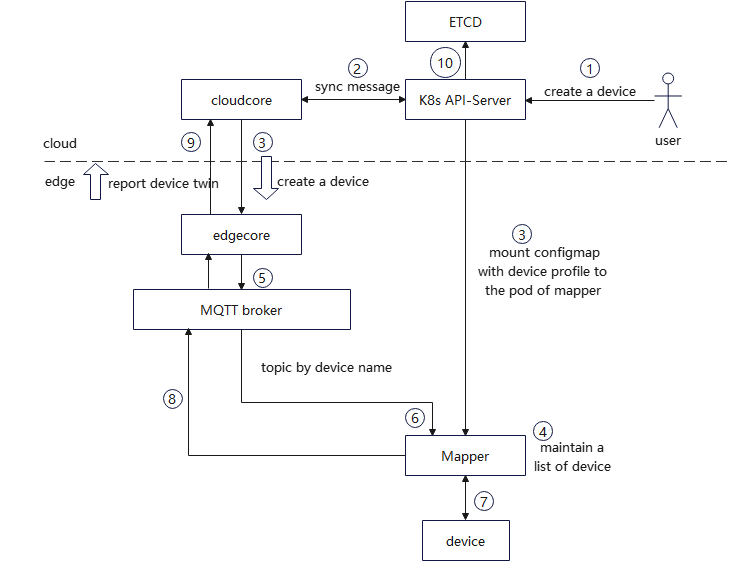 ETCD
10
2
sync message
1
create a device
cloudcore
K8s API-Server
user
9
3
cloud
edge
report device twin
create a device
edgecore
3
mount configmap
with device profile to
the pod of mapper
5
MQTT broker
topic by device name
8
6
4
maintain a
list of device
Mapper
7
device